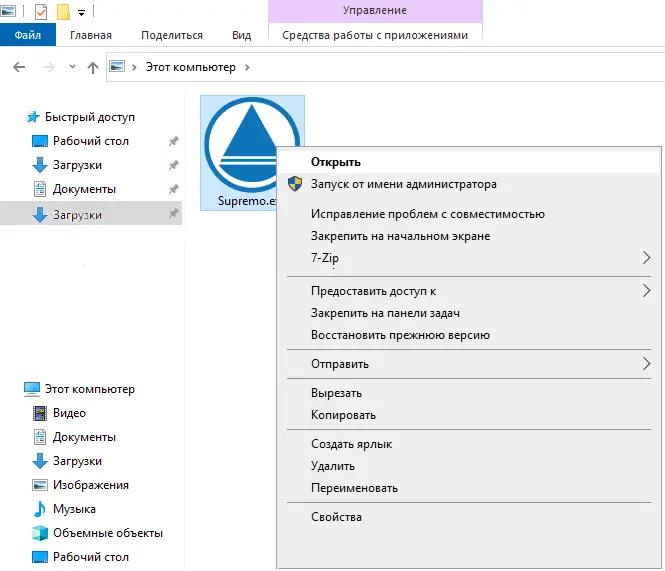 Управление
Файл
Главная
Поделиться
Вид
Средства работы с приложениями
Этот компьютер
Быстрый доступ
Рабочий стол
Загрузки
Документы
Загрузки
Этот компьютер
Видео
Документы
Загрузки
Изображения
Музыка
Объемные объекты
Рабочий стол
Supremo.ex
Открыть
Запуск от имени администратора
Исправление проблем с совместимостью
Закрепить на начальном экране
7-Zip
Предоставить доступ к
Закрепить на панели задач
Восстановить прежнюю версию
Отправить
Вырезать
Копировать
Создать ярлык
Удалить
Переименовать
Свойства